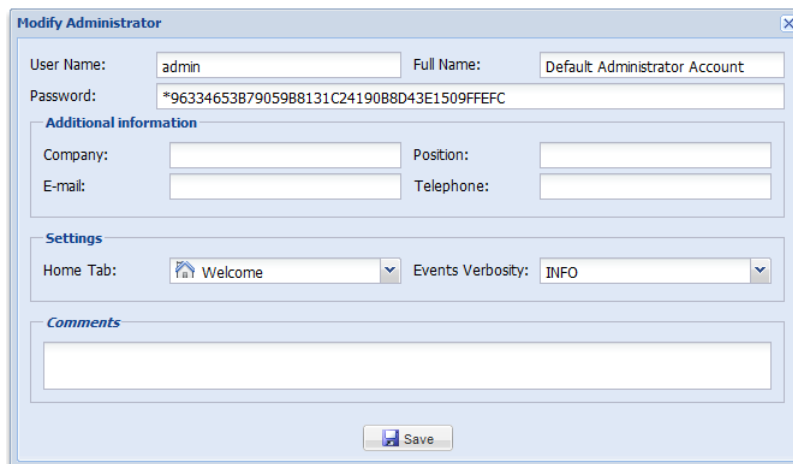 Modify Administrator
User Name: admin Full Name: Default Administrator Account
Password: *96334653B79059B8131C24190B8D43E1509FFEFC
Additional information
Company: Position:
E-mail: Telephone:
Settings
Home Tab: Welcome Events Verbosity: INFO
Comments
Save